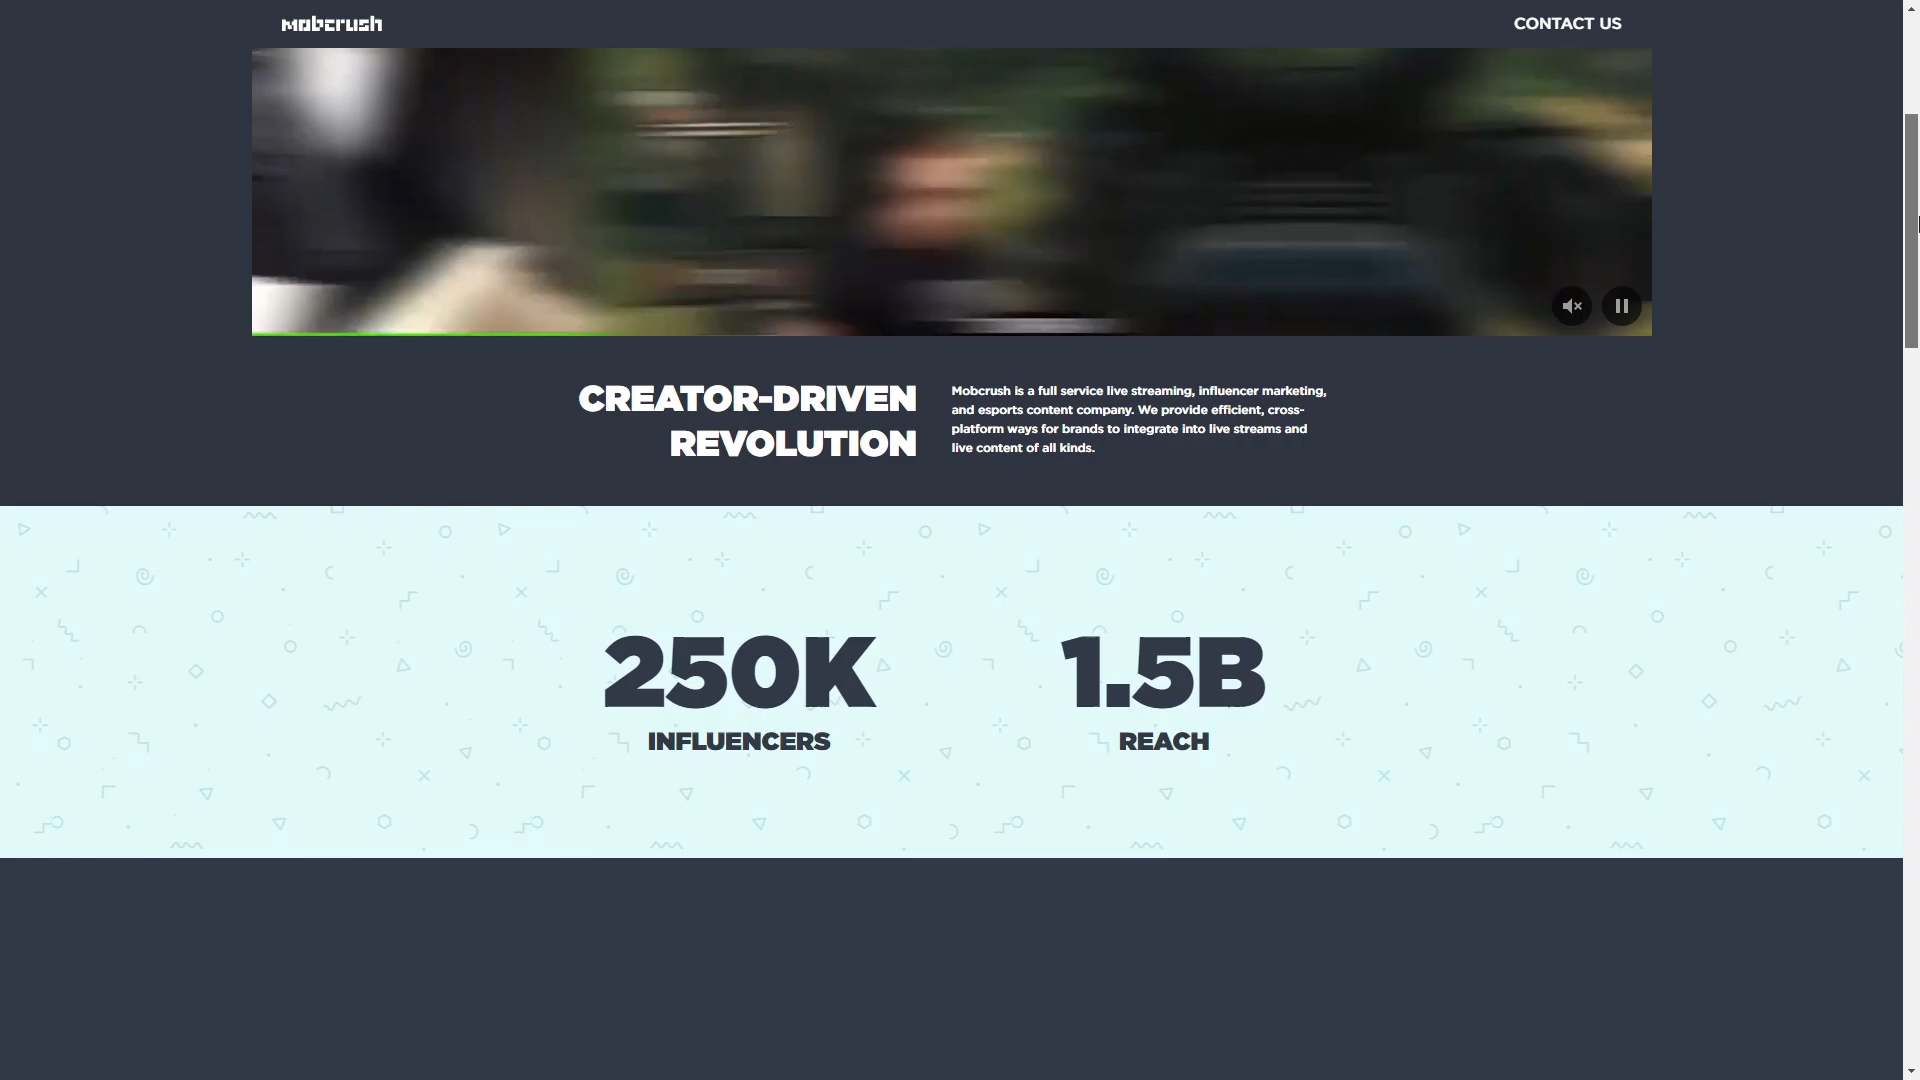 Mobcrush
CONTACT US
CREATOR-DRIVEN
REVOLUTION
Mobcrush is a full service live streaming, influencer marketing,
and esports content company. We provide efficient, cross-
platform ways for brands to integrate into live streams and
live content of all kinds.
250K
INFLUENCERS
1.5B
REACH